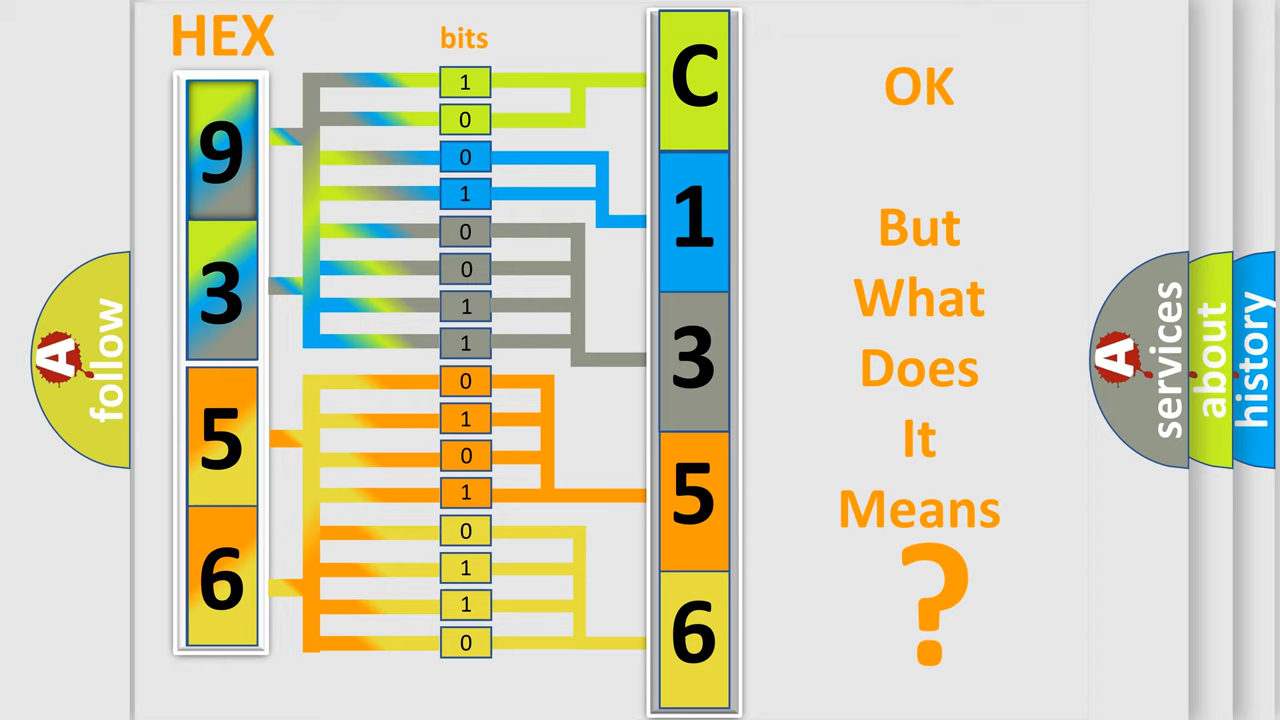 HEX
bits
9
3
5
6
1
0
0
1
0
0
1
1
0
1
0
1
0
1
1
0
C
1
3
5
6
OK
But
What
Does
It
Means
?
A
follow
A
services
about
history